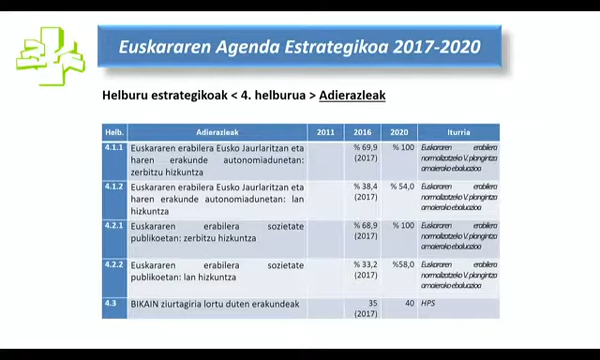 Euskararen Agenda Estrategikoa 2017-2020
Helburu estrategikoak < 4. helburua > Adierazleak
Helb. Adierazleak 2011 2016 2020 Iturria
4.1.1 Euskararen erabilera Eusko Jaurlaritzan eta haren erakunde autonomiadunetan: zerbitzu hizkuntza % 69,9 (2017) % 100 Euskararen erabilera normalizatzeko V. plangintza amaierako ebaluazioa
4.1.2 Euskararen erabilera Eusko Jaurlaritzan eta haren erakunde autonomiadunetan: lan hizkuntza % 38,4 (2017) % 54,0 Euskararen erabilera normalizatzeko V. plangintza amaierako ebaluazioa
4.2.1 Euskararen erabilera sozietate publikoetan: zerbitzu hizkuntza % 68,9 (2017) % 100 Euskararen erabilera normalizatzeko V. plangintza amaierako ebaluazioa
4.2.2 Euskararen erabilera sozietate publikoetan: lan hizkuntza % 33,2 (2017) %58,0 Euskararen erabilera normalizatzeko V. plangintza amaierako ebaluazioa
4.3 BIKAIN ziurtagiria lortu duten erakundeak 35 (2017) 40 HPS